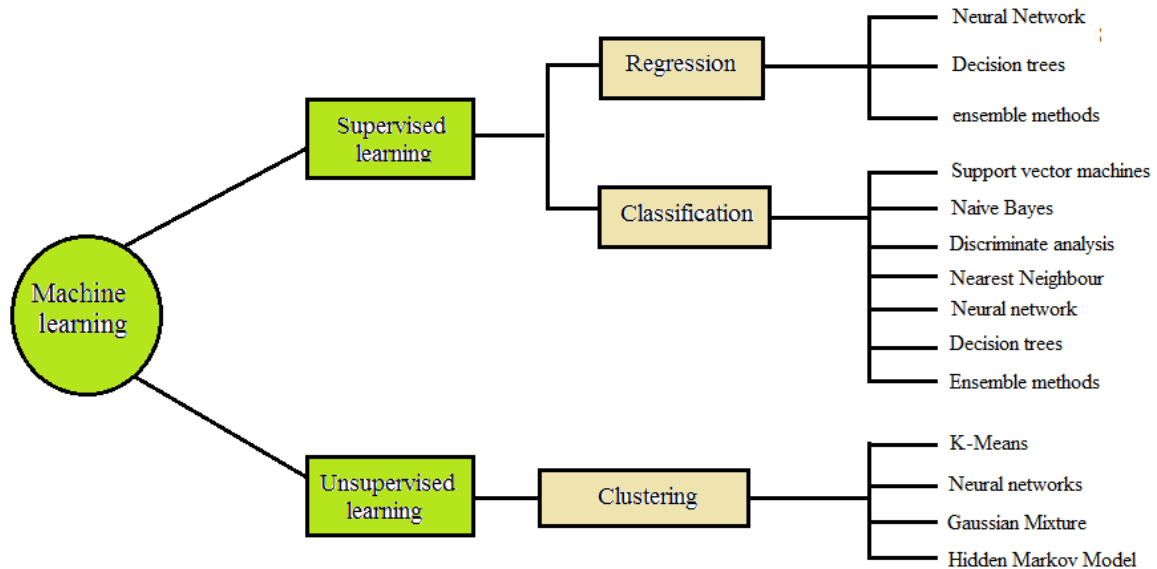 Machine
learning
Supervised
learning
Regression
Neural Network
:
Decision trees
ensemble methods
Classification
Support vector machines
Naive Bayes
Discriminate analysis
Nearest Neighbour
Neural network
Decision trees
Ensemble methods
Unsupervised
learning
Clustering
K-Means
Neural networks
Gaussian Mixture
Hidden Markov Model